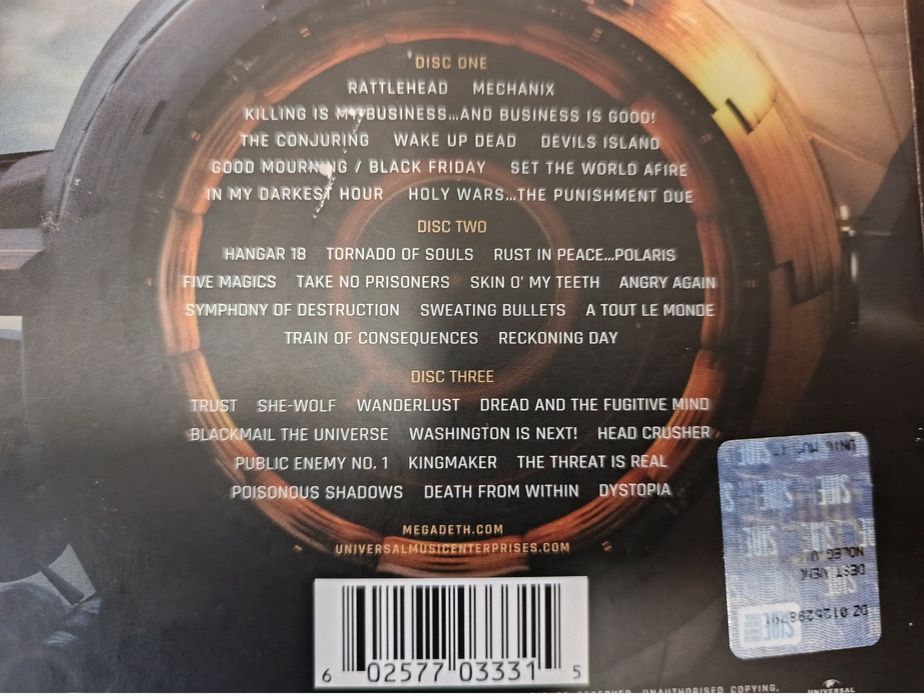 DISC ONE
RATTLEHEAD MECHANIX
KILLING IS MY BUSINESS...AND BUSINESS IS GOOD!
THE CONJURING WAKE UP DEAD DEVILS ISLAND
GOOD MOURNING / BLACK FRIDAY SET THE WORLD AFIRE
IN MY DARKEST HOUR HOLY WARS...THE PUNISHMENT DUE
DISC TWO
HANGAR 18 TORNADO OF SOULS RUST IN PEACE...POLARIS
FIVE MAGICS TAKE NO PRISONERS SKIN O' MY TEETH ANGRY AGAIN
SYMPHONY OF DESTRUCTION SWEATING BULLETS A TOUT LE MONDE
TRAIN OF CONSEQUENCES RECKONING DAY
DISC THREE
TRUST SHE-WOLF WANDERLUST DREAD AND THE FUGITIVE MIND
BLACKMAIL THE UNIVERSE WASHINGTON IS NEXT! HEAD CRUSHER
PUBLIC ENEMY NO. 1 KINGMAKER THE THREAT IS REAL
POISONOUS SHADOWS DEATH FROM WITHIN DYSTOPIA
MEGADETH.COM
UNIVERSALMUSICENTERPRISES.COM
6 02577 03331 5
SIAE
UNAUTHORISED COPYING.
UNIVERSAL